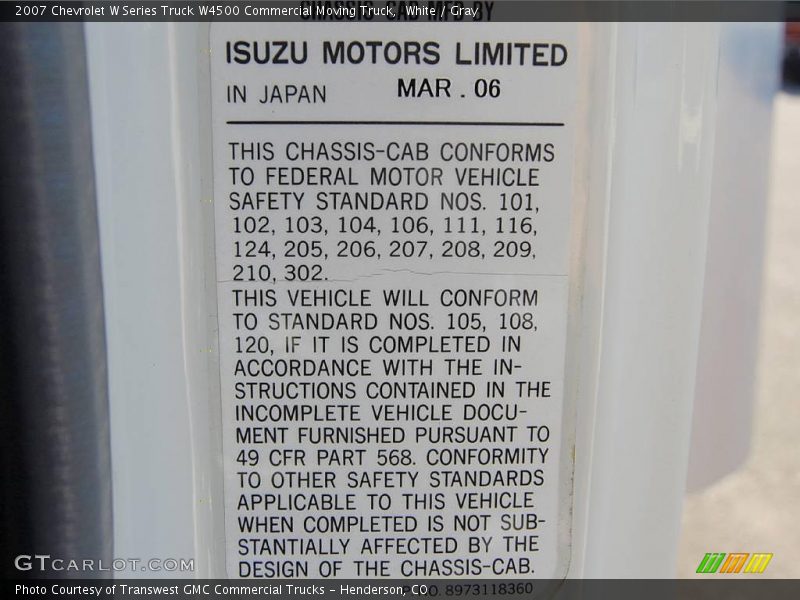 2007 Chevrolet W Series Truck W4500 Commercial Moving Truck, White // Gray
CHASSIS-CAB MFD BY
ISUZU MOTORS LIMITED
IN JAPAN MAR . 06
THIS CHASSIS-CAB CONFORMS
TO FEDERAL MOTOR VEHICLE
SAFETY STANDARD NOS. 101,
102, 103, 104, 106, 111, 116,
124, 205, 206, 207, 208, 209,
210, 302.
THIS VEHICLE WILL CONFORM
TO STANDARD NOS. 105, 108,
120, IF IT IS COMPLETED IN
ACCORDANCE WITH THE IN-
STRUCTIONS CONTAINED IN THE
INCOMPLETE VEHICLE DOCU-
MENT FURNISHED PURSUANT TO
49 CFR PART 568. CONFORMITY
TO OTHER SAFETY STANDARDS
APPLICABLE TO THIS VEHICLE
WHEN COMPLETED IS NOT SUB-
STANTIALLY AFFECTED BY THE
DESIGN OF THE CHASSIS-CAB.
8973118360
GTCARLOT.COM
Photo Courtesy of Transwest GMC Commercial Trucks - Henderson, CO